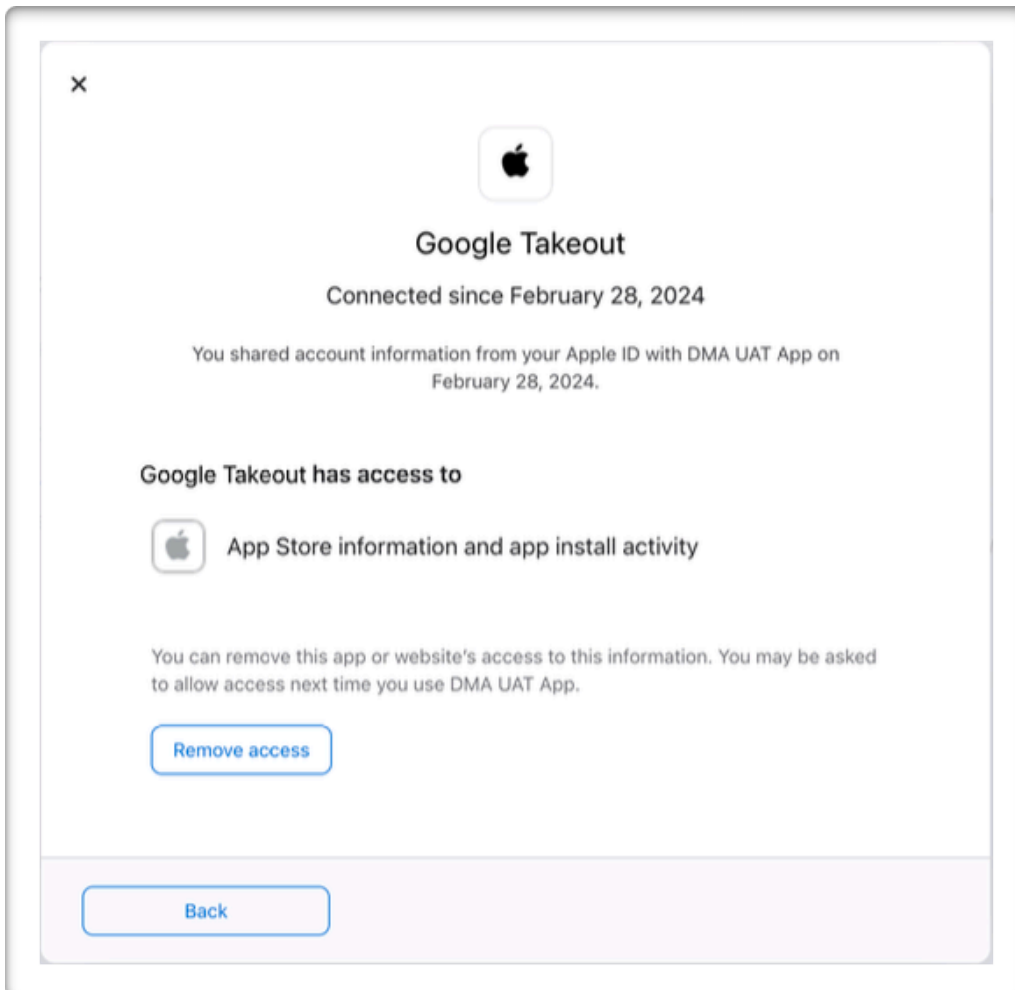 ×
Google Takeout
Connected since February 28, 2024
You shared account information from your Apple ID with DMA UAT App on
February 28, 2024.
Google Takeout has access to
App Store information and app install activity
You can remove this app or website's access to this information. You may be asked
to allow access next time you use DMA UAT App.
Remove access
Back